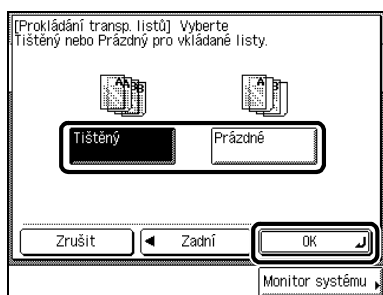 [Prokládání transp. listů] Vyberte
Tištěný nebo Prázdný pro vkládané listy.
Tištěný Prázdné
Zrušit ◄ Zadní OK
Monitor systému